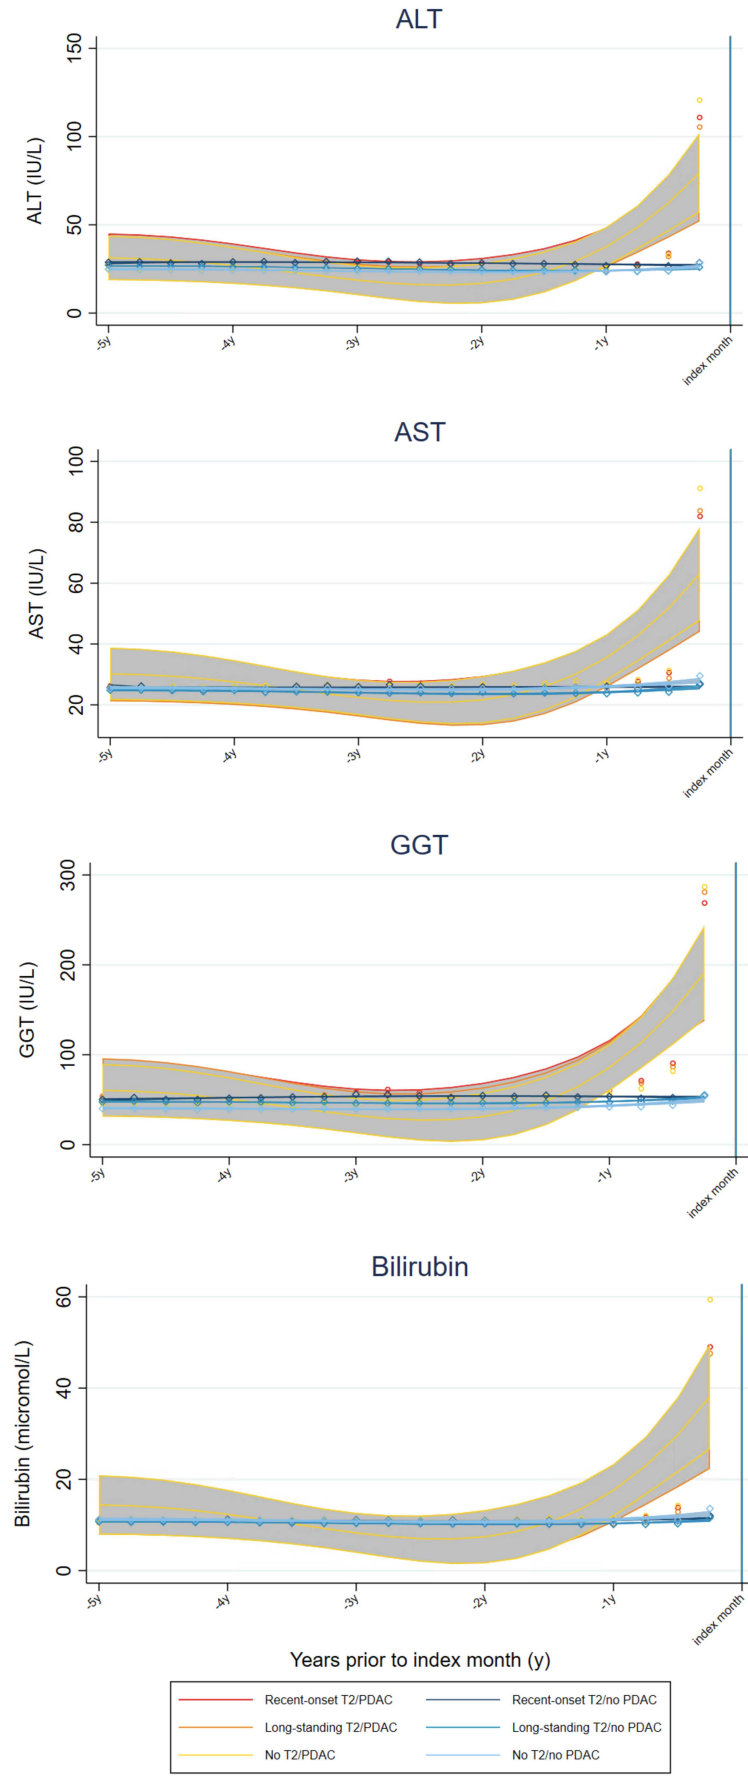 ALT
150
100
50
0
ALT (IU/L)
-5y
-4y
-3y
-2y
-1y
index month
AST
100
80
60
40
20
AST (IU/L)
-5y
-4y
-3y
-2y
-1y
index month
GGT
300
200
100
0
GGT (IU/L)
-5y
-4y
-3y
-2y
-1y
index month
Bilirubin
60
40
20
0
Bilirubin (micromol/L)
-5y
-4y
-3y
-2y
-1y
index month
Years prior to index month (y)
Recent-onset T2/PDAC
Recent-onset T2/no PDAC
Long-standing T2/PDAC
Long-standing T2/no PDAC
No T2/PDAC
No T2/no PDAC